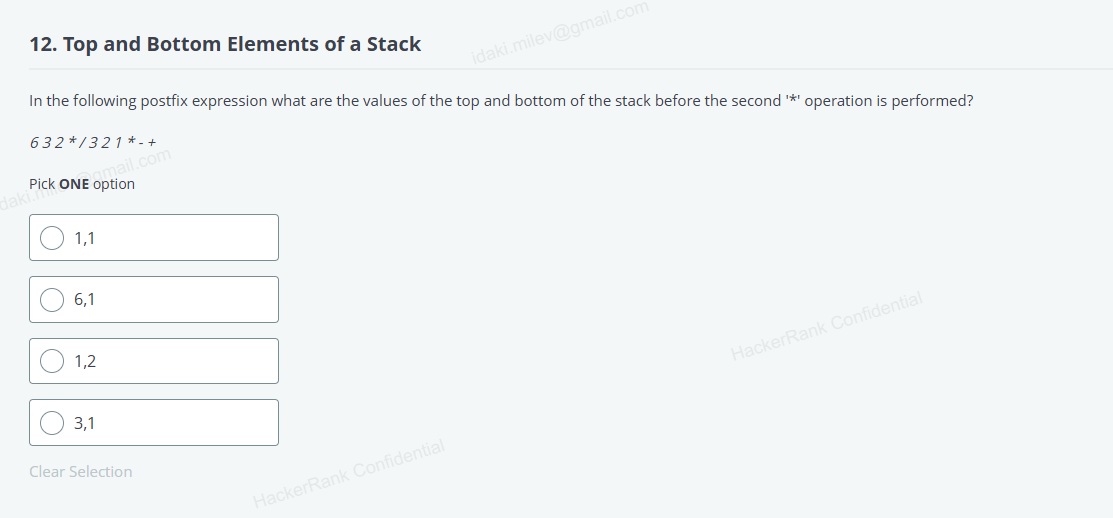 12. Top and Bottom Elements of a Stack
idaki.milev@gmail.com
In the following postfix expression what are the values of the top and bottom of the stack before the second '*' operation is performed?
6 3 2 * / 3 2 1 * - +
gmail.com
Pick ONE option
1,1
6,1
HackerRank Confidential
1,2
3,1
HackerRank Confidential
Clear Selection